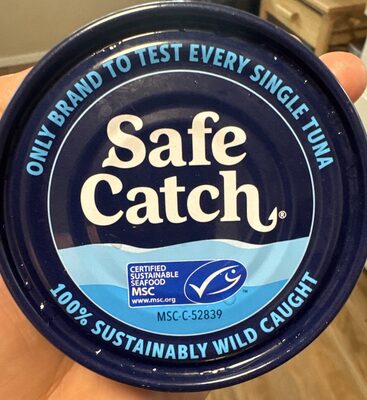 ONLY BRAND TO TEST EVERY SINGLE TUNA
Safe
Catch®
CERTIFIED
SUSTAINABLE
SEAFOOD
MSC
www.msc.org
TM
MSC-C-52839
100% SUSTAINABLY WILD CAUGHT